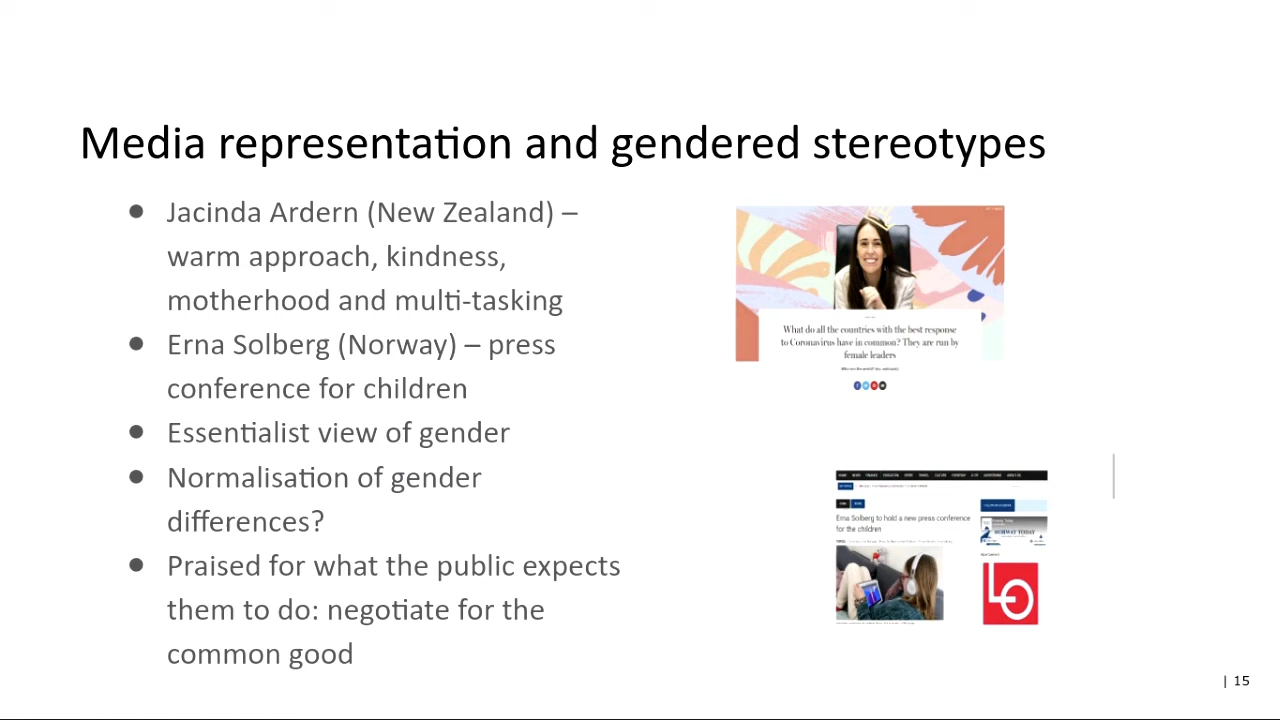 Media representation and gendered stereotypes
● Jacinda Ardern (New Zealand) –
warm approach, kindness,
motherhood and multi-tasking
● Erna Solberg (Norway) – press
conference for children
● Essentialist view of gender
● Normalisation of gender
differences?
● Praised for what the public expects
them to do: negotiate for the
common good
What do all the countries with the best response
to Coronavirus have in common? They are run by
female leaders
Erna Solberg to hold a new press conference
for the children
NORWAY TODAY
LO
| 15